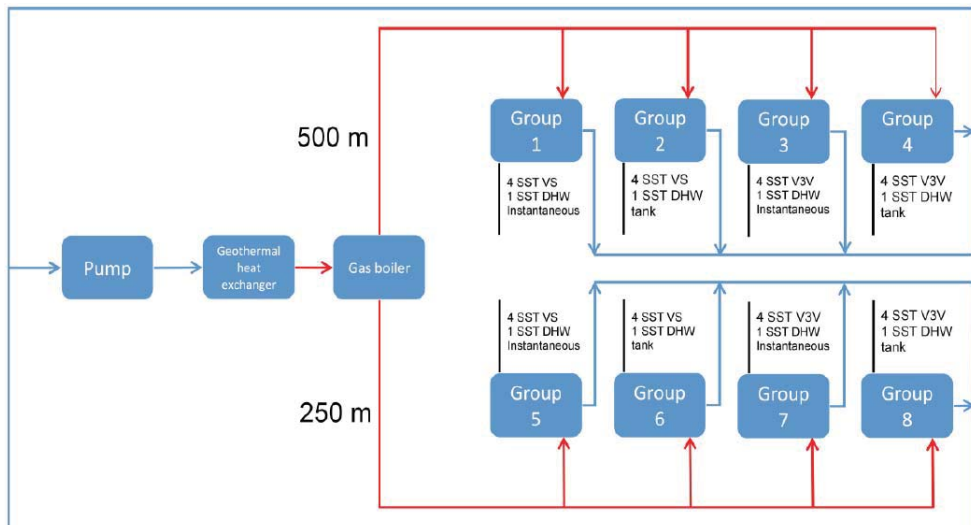 500 m
Group
1
Group
2
Group
3
Group
4
4 SST VS
1 SST DHW
Instantaneous
4 SST VS
1 SST DHW
tank
4 SST V3V
1 SST DHW
Instantaneous
4 SST V3V
1 SST DHW
tank
Pump
Geothermal
heat
exchanger
Gas boiler
4 SST VS
1 SST DHW
Instantaneous
4 SST VS
1 SST DHW
tank
4 SST V3V
1 SST DHW
Instantaneous
4 SST V3V
1 SST DHW
tank
250 m
Group
5
Group
6
Group
7
Group
8